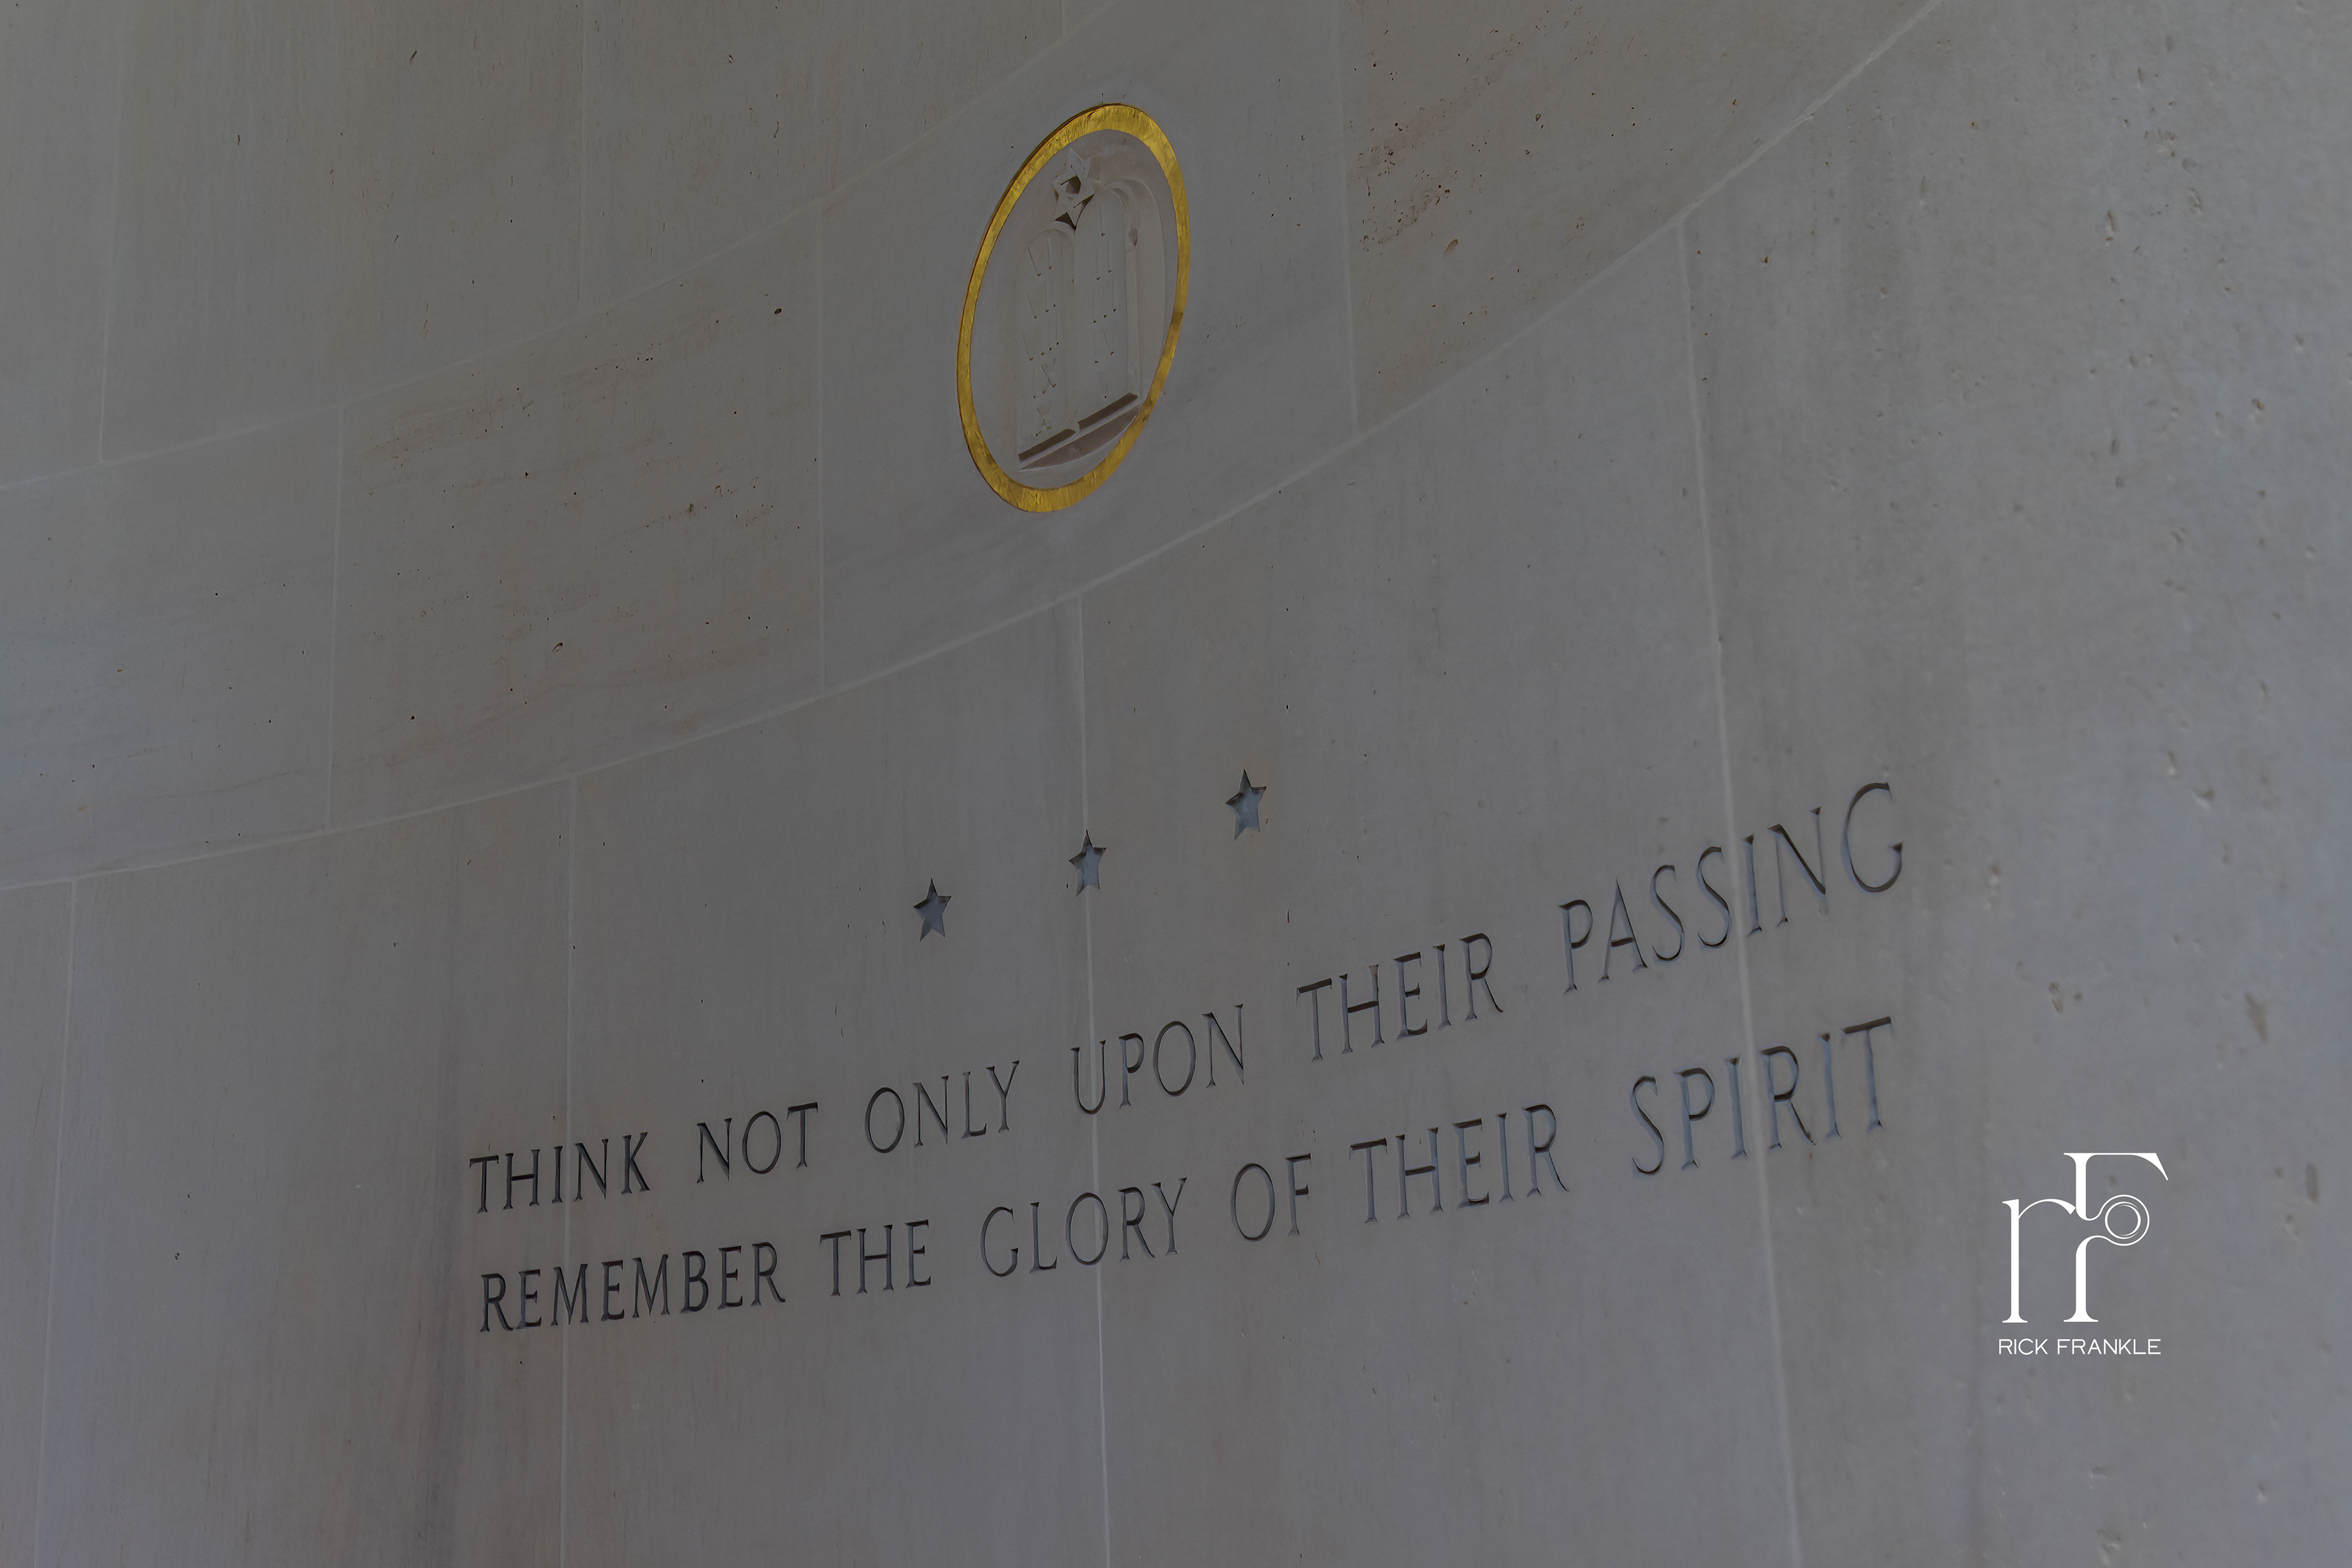 THINK NOT ONLY UPON THEIR PASSING
REMEMBER THE GLORY OF THEIR SPIRIT
RICK FRANKLE